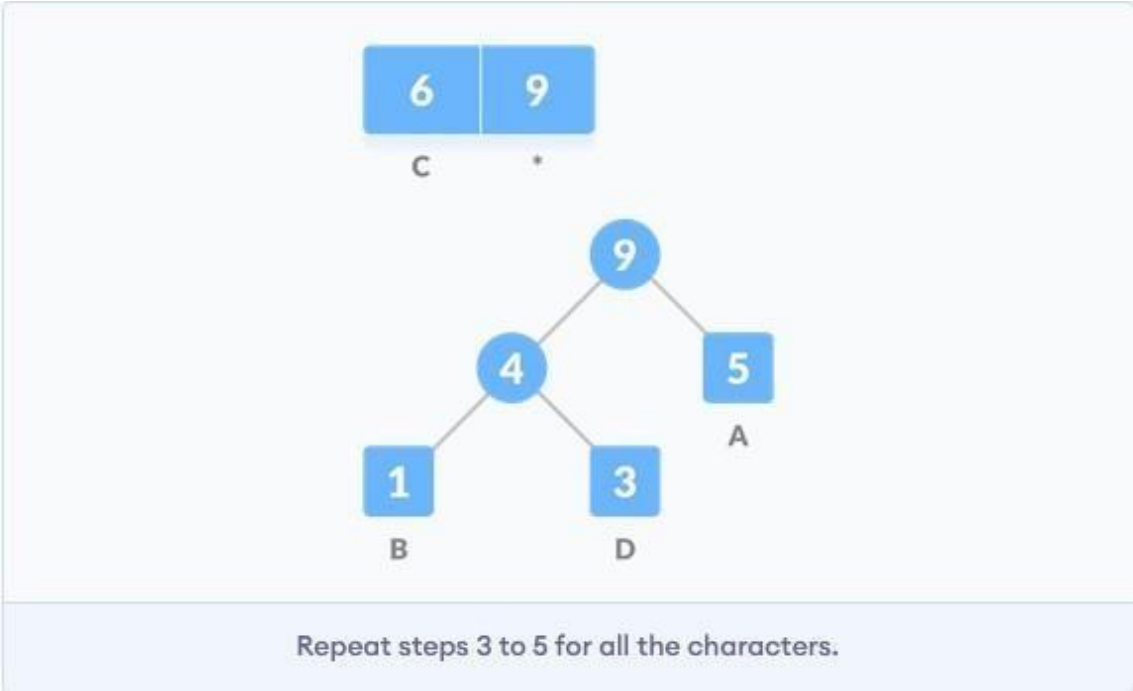 6 9
C *
9
4 5
A
1 3
B D
Repeat steps 3 to 5 for all the characters.